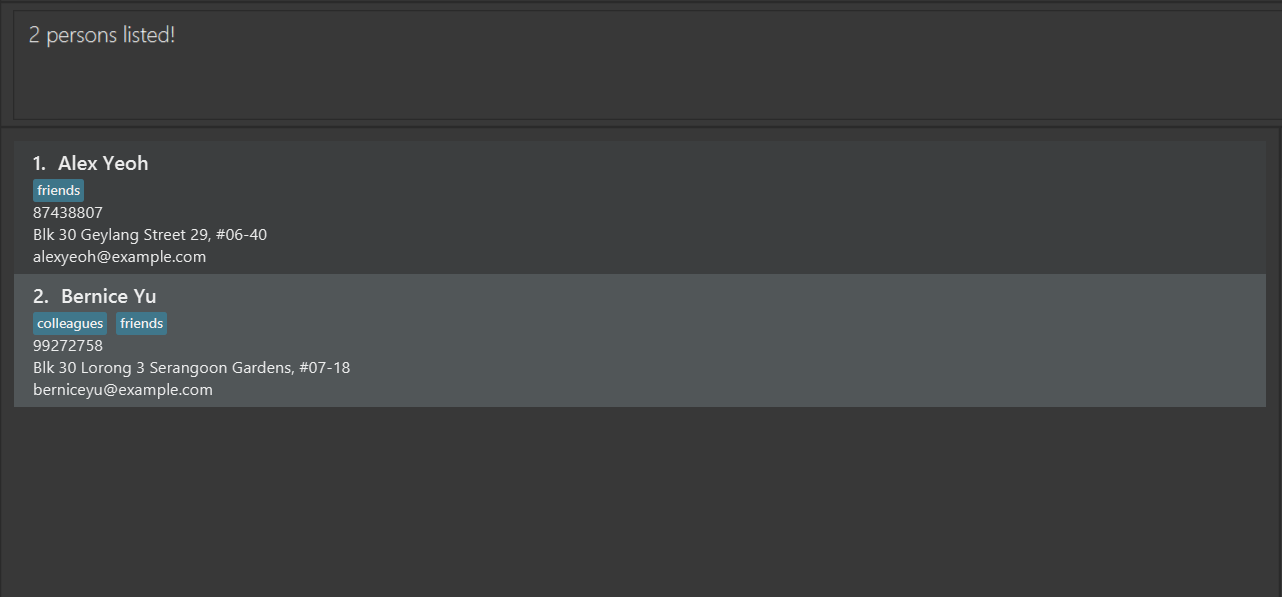 2 persons listed!
1. Alex Yeoh
friends
87438807
Blk 30 Geylang Street 29, #06-40
alexyeoh@example.com
2. Bernice Yu
colleagues friends
99272758
Blk 30 Lorong 3 Serangoon Gardens, #07-18
berniceyu@example.com